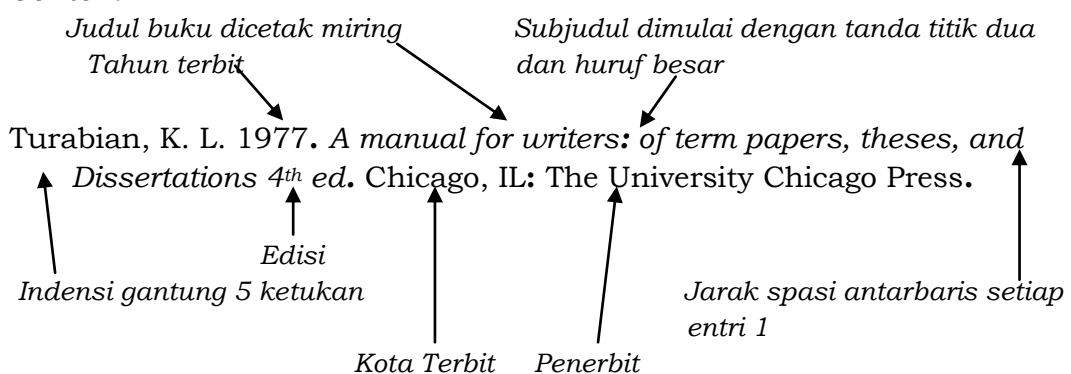 Judul buku dicetak miring Subjudul dimulai dengan tanda titik dua
Tahun terbit dan huruf besar
Turabian, K. L. 1977. A manual for writers: of term papers, theses, and
Dissertations 4th ed. Chicago, IL: The University Chicago Press.
Edisi
Indensi gantung 5 ketukan Jarak spasi antarbaris setiap
entri 1
Kota Terbit Penerbit